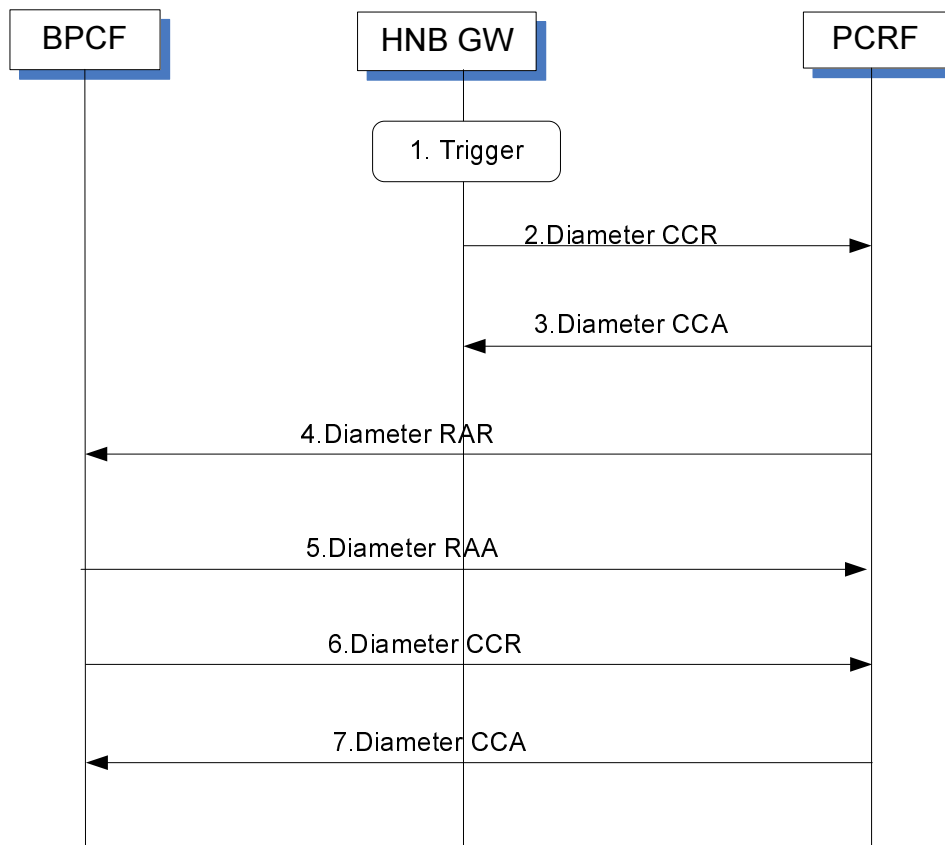 BPCF
HNB GW
PCRF
1. Trigger
2.Diameter CCR
3.Diameter CCA
4.Diameter RAR
5.Diameter RAA
6.Diameter CCR
7.Diameter CCA